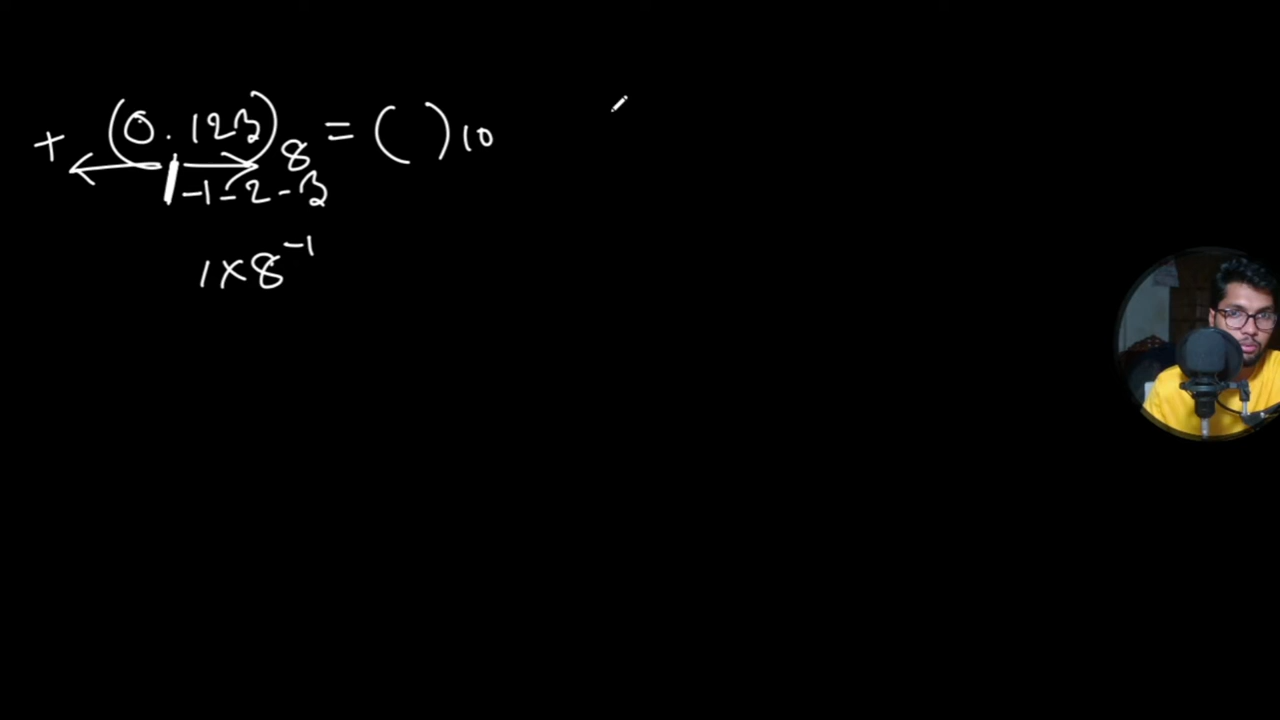 + (0.123)₈ = ( )₁₀
-1 -2 -3
1 × 8⁻¹